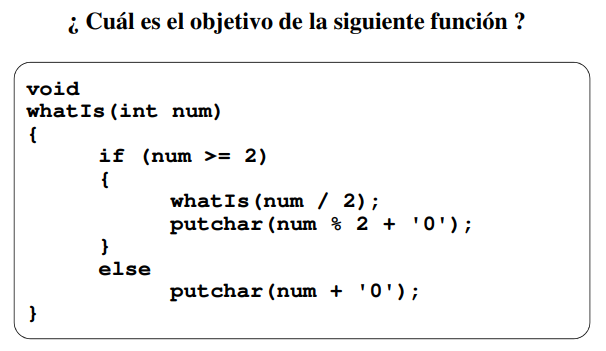 ¿ Cuál es el objetivo de la siguiente función ?
void
whatIs(int num)
{
if (num >= 2)
{
whatIs(num / 2);
putchar(num % 2 + '0');
}
else
putchar(num + '0');
}